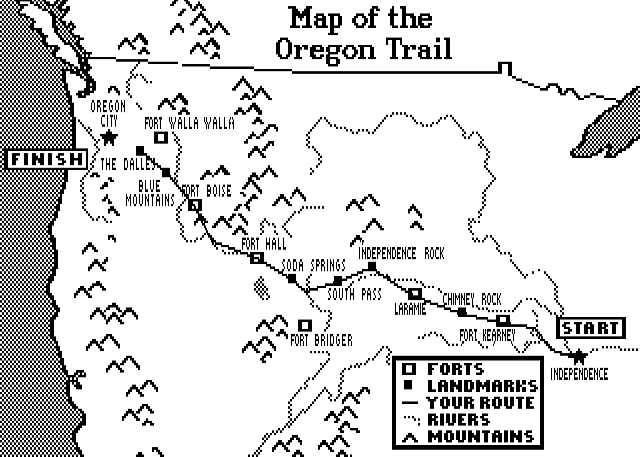 Map of the
Oregon Trail
OREGON
CITY
FORT WALLA WALLA
FINISH
THE DALLES
BLUE
MOUNTAINS
FORT BOISE
FORT HALL
SODA SPRINGS
INDEPENDENCE ROCK
SOUTH PASS
LARAMIE
CHIMNEY ROCK
FORT KEARNEY
FORT BRIDGER
START
INDEPENDENCE
FORTS
LANDMARKS
YOUR ROUTE
RIVERS
MOUNTAINS